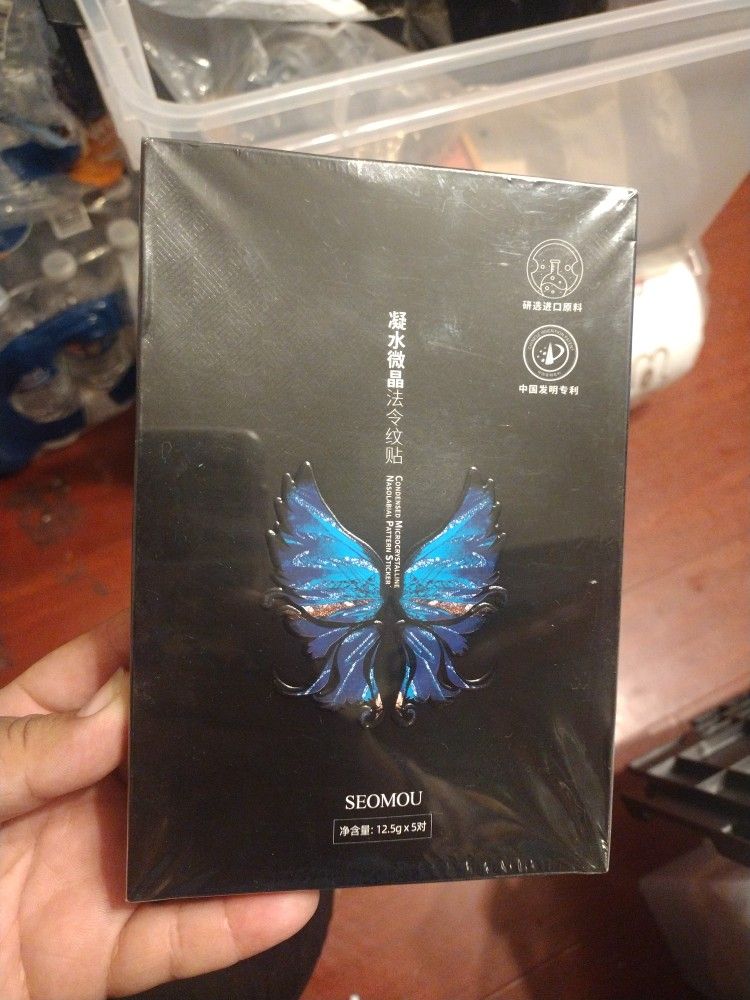 研选进口原料
中国发明专利
凝水微晶法令纹贴
Condensed Microcrystalline
Nasolabial Pattern Sticker
SEOMOU
净含量: 12.5g x 5对